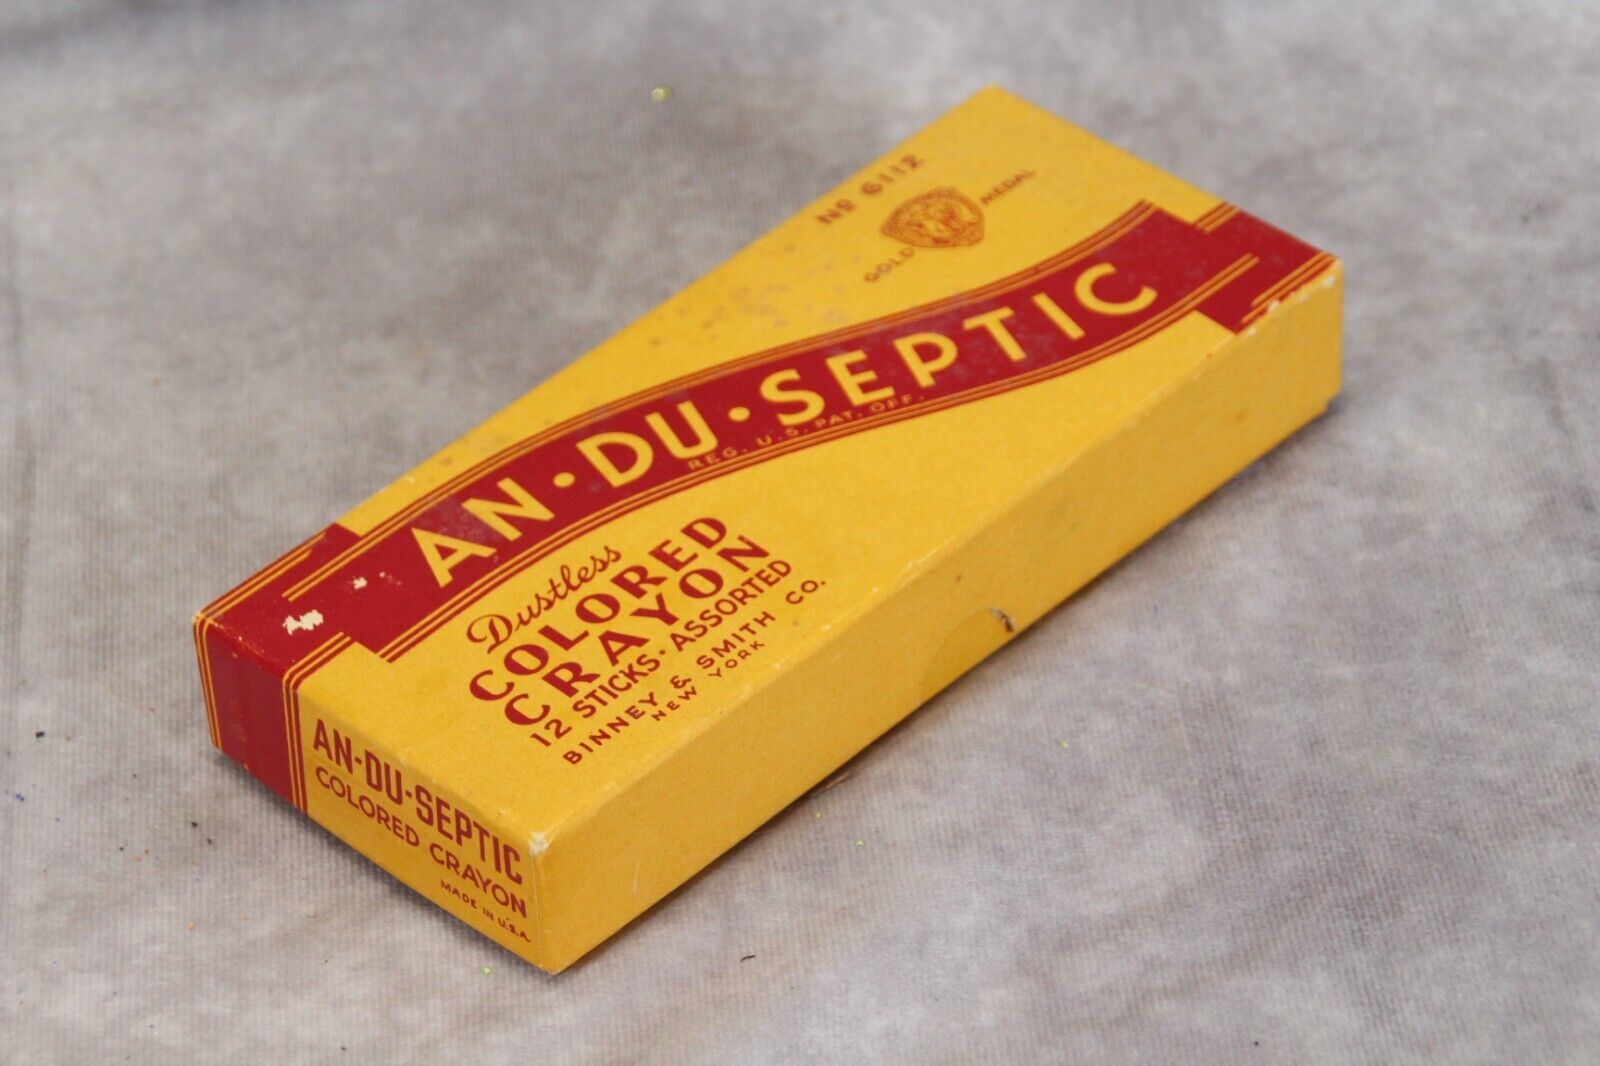 Nº 6112
GOLD MEDAL
AN·DU·SEPTIC
REG. U.S. PAT. OFF.
Dustless
COLORED
CRAYON
12 STICKS·ASSORTED
BINNEY & SMITH CO.
NEW YORK
AN-DU-SEPTIC
COLORED CRAYON
MADE IN U.S.A.